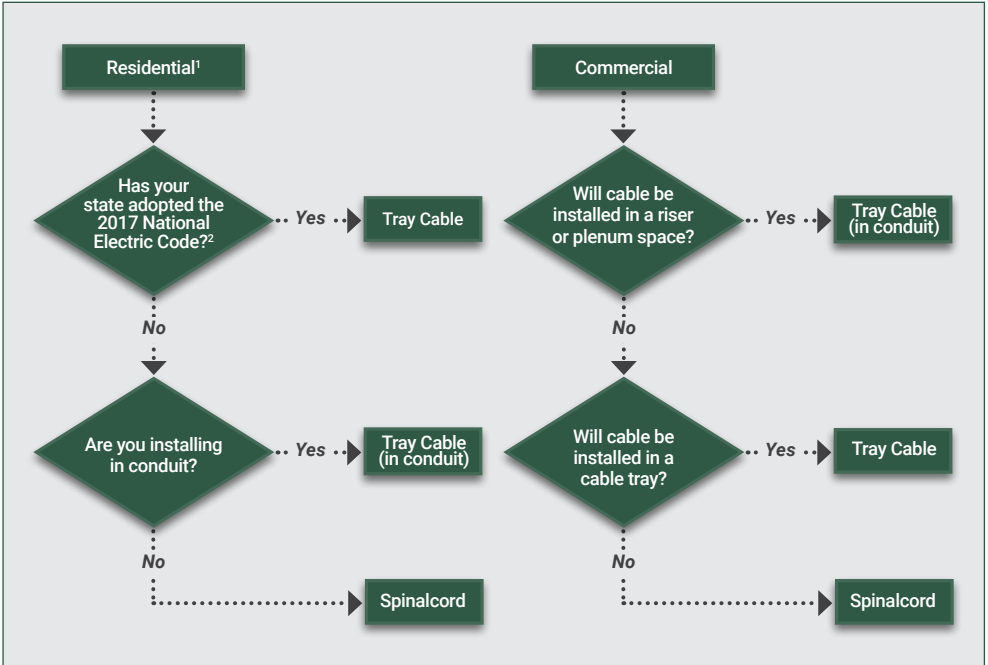 Residential¹
Has your
state adopted the
2017 National
Electric Code?²
Yes
Tray Cable
No
Are you installing
in conduit?
Yes
Tray Cable
(in conduit)
No
Spinalcord
Commercial
Will cable be
installed in a riser
or plenum space?
Yes
Tray Cable
(in conduit)
No
Will cable be
installed in a
cable tray?
Yes
Tray Cable
No
Spinalcord